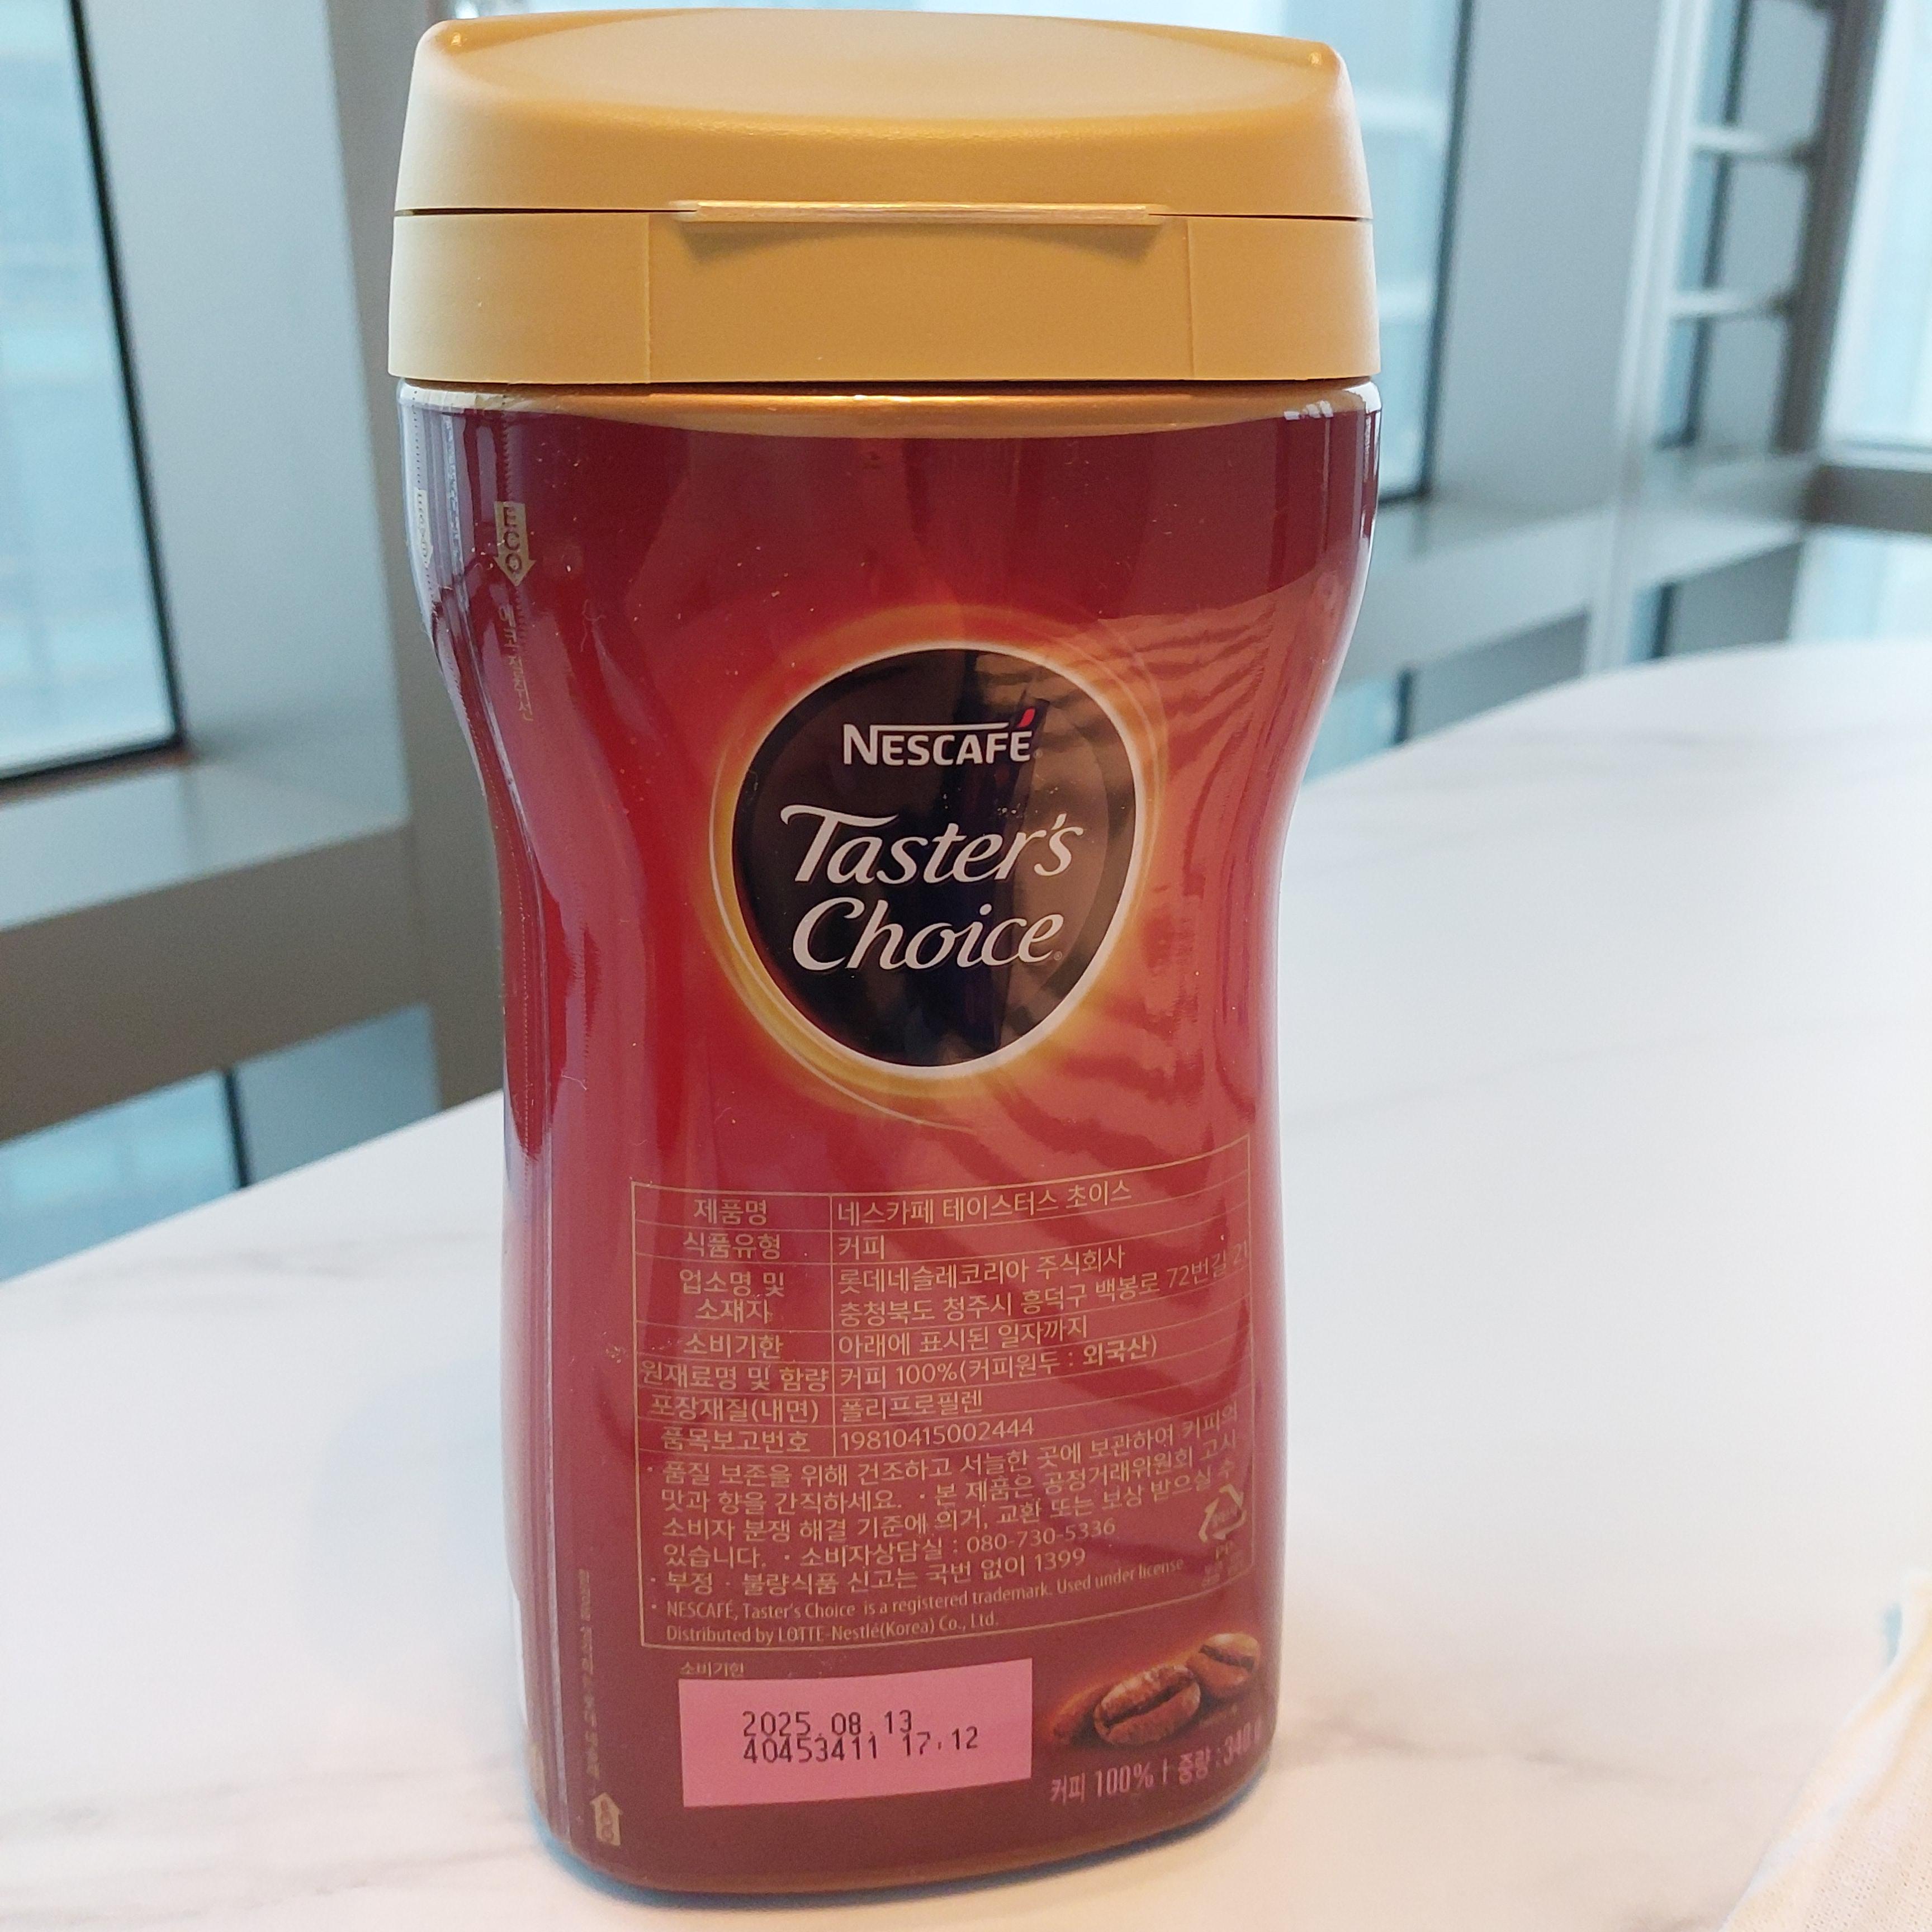 ECO
에코 절취선
NESCAFÉ
Taster's
Choice
제품명 네스카페 테이스터스 초이스
식품유형 커피
업소명 및 롯데네슬레코리아 주식회사
소재지 충청북도 청주시 흥덕구 백봉로 72번길 21
소비기한 아래에 표시된 일자까지
원재료명 및 함량 커피 100%(커피원두 : 외국산)
포장재질(내면) 폴리프로필렌
품목보고번호 19810415002444
· 품질 보존을 위해 건조하고 서늘한 곳에 보관하여 커피의
맛과 향을 간직하세요. · 본 제품은 공정거래위원회 고시
소비자 분쟁 해결 기준에 의거, 교환 또는 보상 받으실 수
있습니다. · 소비자상담실 : 080-730-5336
· 부정 · 불량식품 신고는 국번 없이 1399
· NESCAFÉ, Taster's Choice is a registered trademark. Used under license
Distributed by LOTTE-Nestlé(Korea) Co., Ltd.
소비기한
2025.08.13
40453411 17:12
커피 100% | 중량 : 340 g
ECO